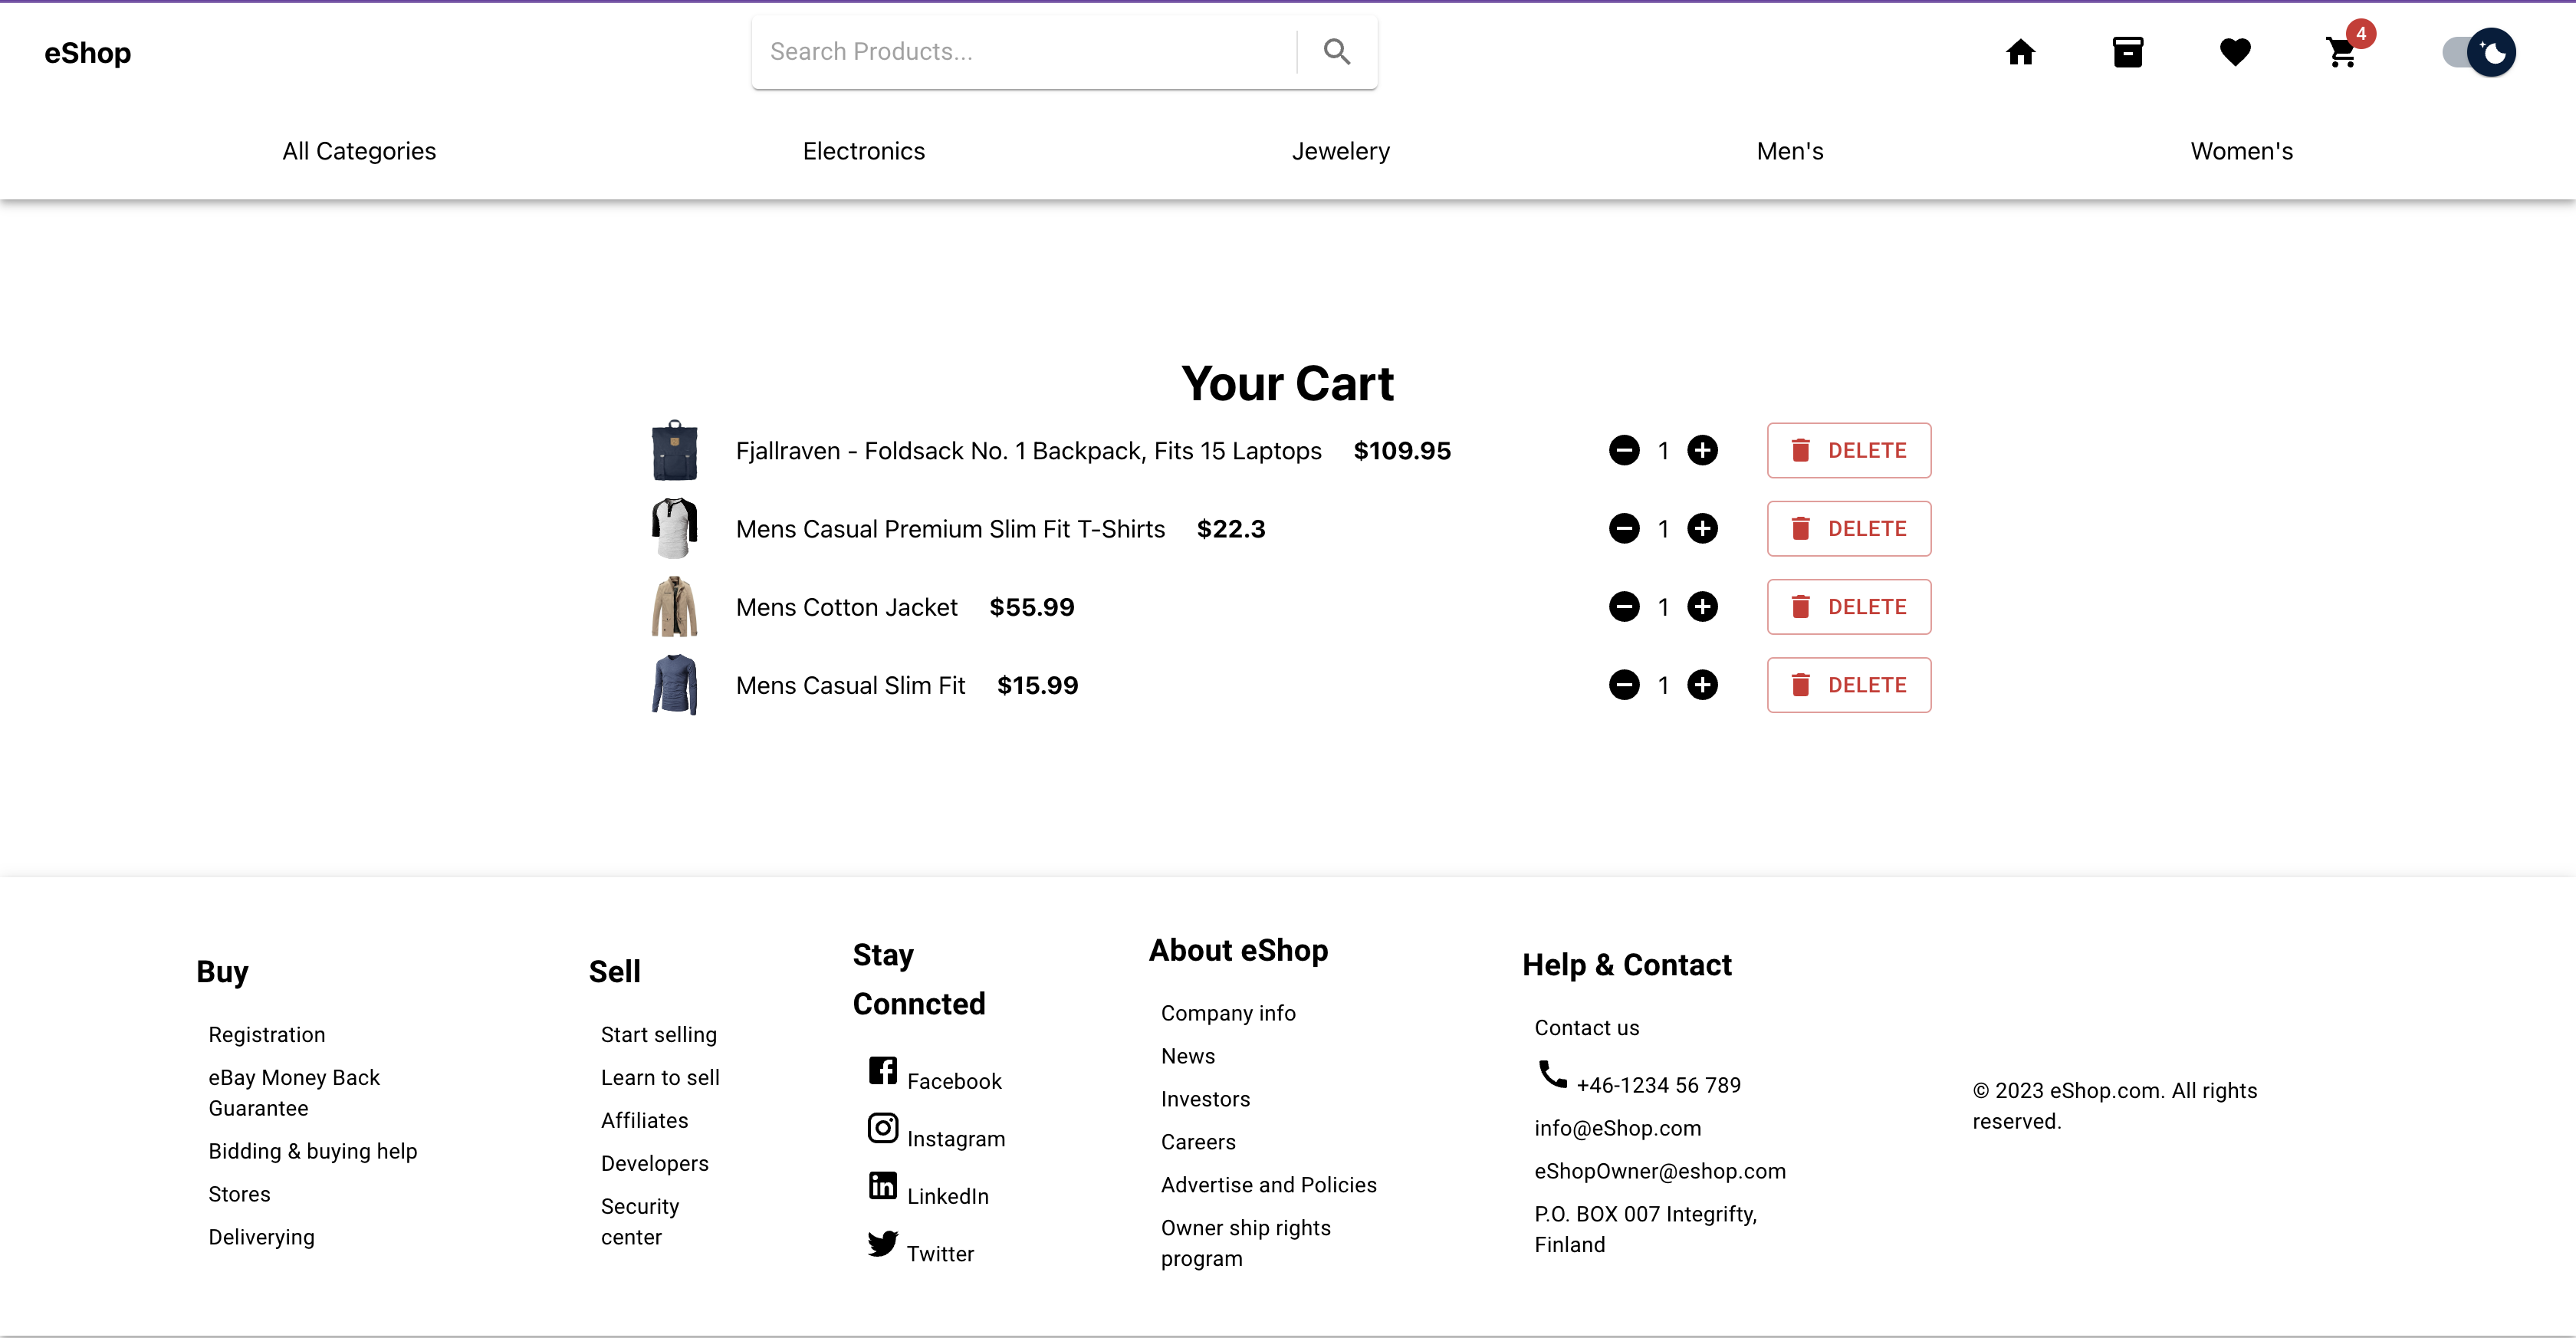 eShop
Search Products...
4
All Categories
Electronics
Jewelery
Men's
Women's
Your Cart
Fjallraven - Foldsack No. 1 Backpack, Fits 15 Laptops $109.95 1 DELETE
Mens Casual Premium Slim Fit T-Shirts $22.3 1 DELETE
Mens Cotton Jacket $55.99 1 DELETE
Mens Casual Slim Fit $15.99 1 DELETE
Buy
Registration
eBay Money Back
Guarantee
Bidding & buying help
Stores
Deliverying
Sell
Start selling
Learn to sell
Affiliates
Developers
Security
center
Stay
Conncted
Facebook
Instagram
LinkedIn
Twitter
About eShop
Company info
News
Investors
Careers
Advertise and Policies
Owner ship rights
program
Help & Contact
Contact us
+46-1234 56 789
info@eShop.com
eShopOwner@eshop.com
P.O. BOX 007 Integrifty,
Finland
© 2023 eShop.com. All rights
reserved.